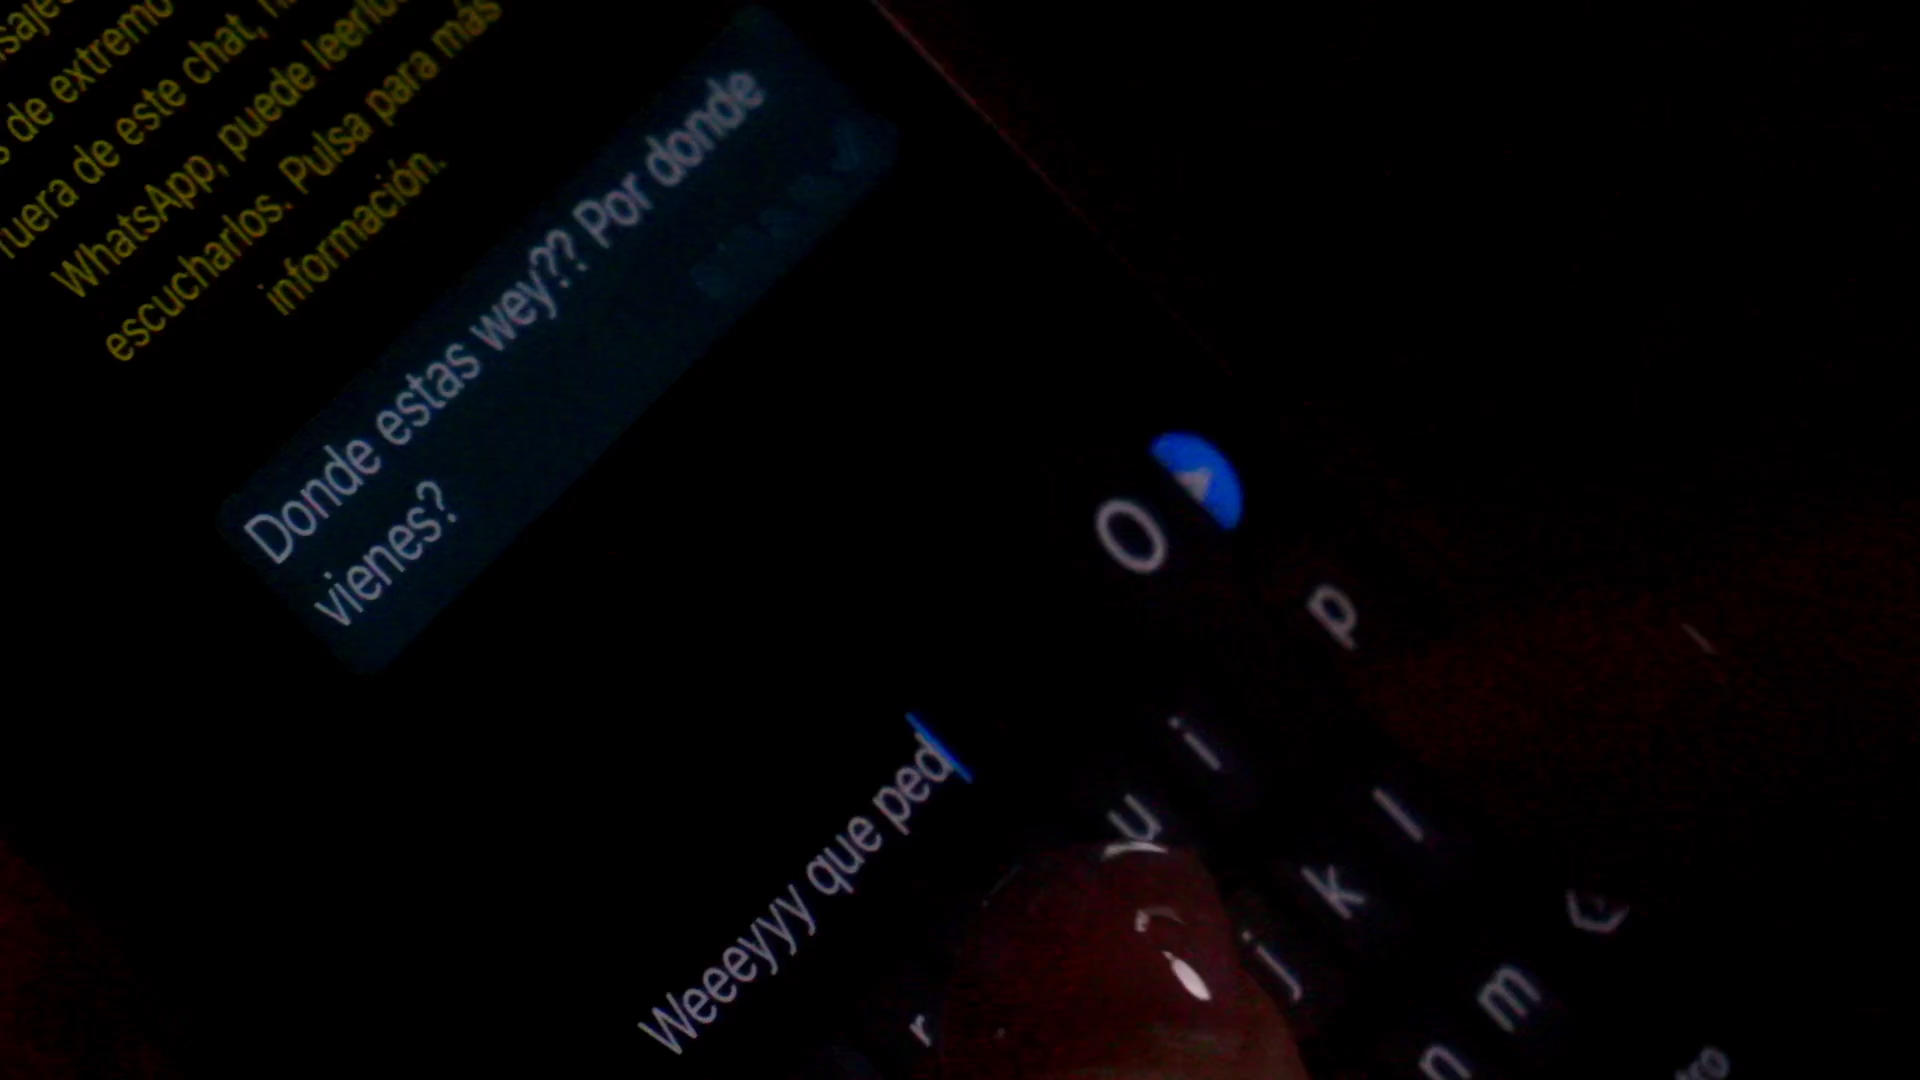 de extremo
fuera de este chat,
WhatsApp, puede leerlos
escucharlos. Pulsa para más
información.
Donde estas wey?? Por donde
vienes?
Weeeyyy que ped
O
p
i
u
l
k
j
r
m
n